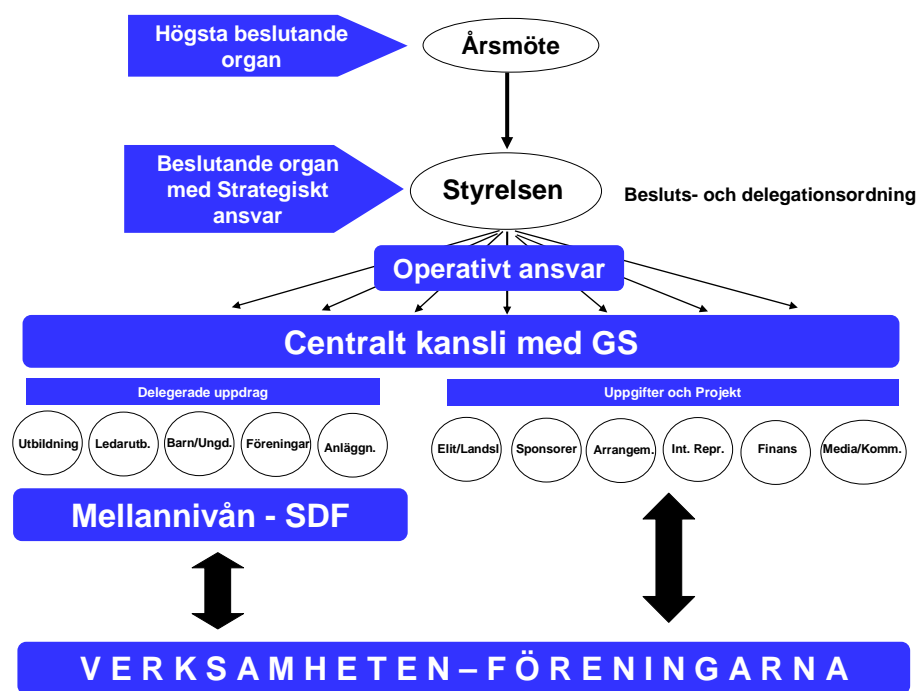 Högsta beslutande
organ
Årsmöte
Beslutande organ
med Strategiskt
ansvar
Styrelsen
Besluts- och delegationsordning
Operativt ansvar
Centralt kansli med GS
Delegerade uppdrag
Uppgifter och Projekt
Utbildning
Ledarutb.
Barn/Ungd.
Föreningar
Anläggn.
Elit/Landsl
Sponsorer
Arrangem.
Int. Repr.
Finans
Media/Komm.
Mellannivån - SDF
VERKSAMHETEN–FÖRENINGARNA